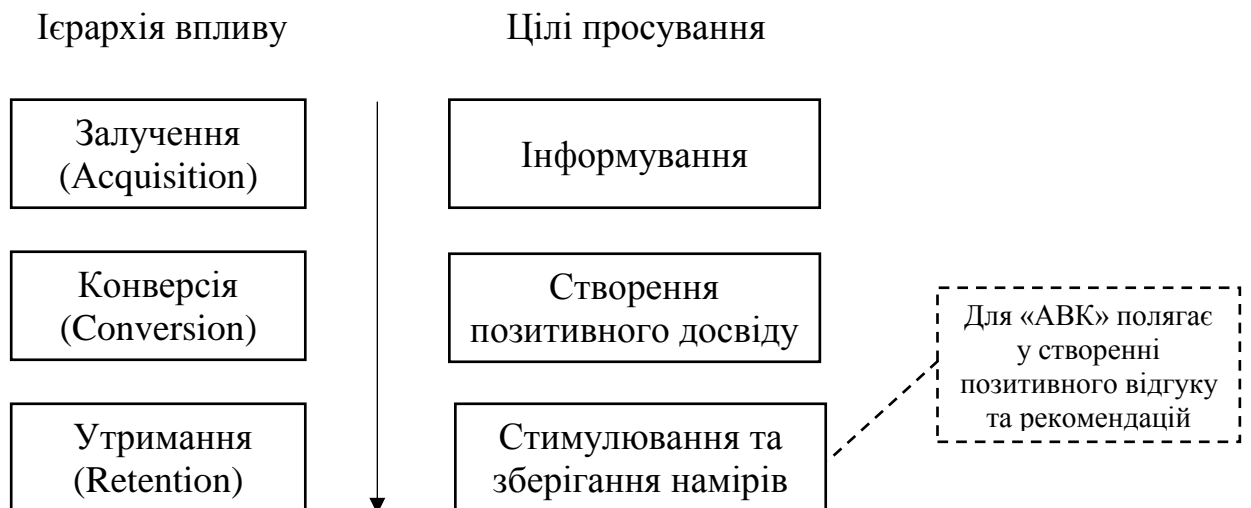 Ієрархія впливу
Цілі просування
Залучення
(Acquisition)
Інформування
Конверсія
(Conversion)
Створення
позитивного досвіду
Для «АВК» полягає
у створенні
позитивного відгуку
та рекомендацій
Утримання
(Retention)
Стимулювання та
зберігання намірів